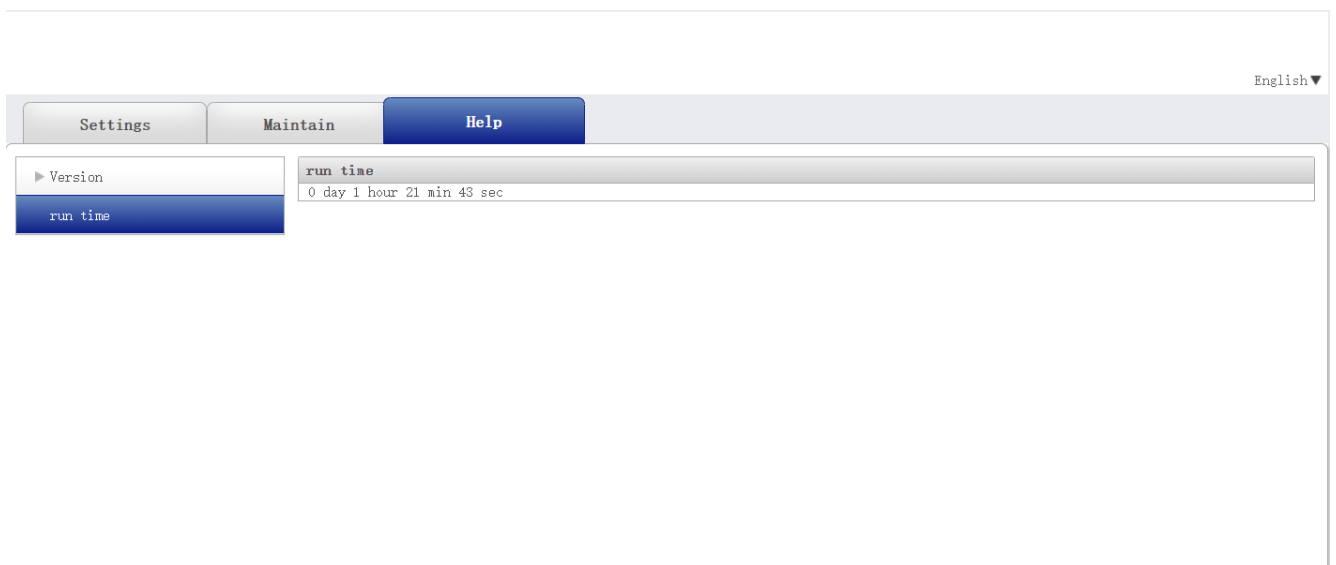 English▼
Settings Maintain Help
▶ Version
run time
run time
0 day 1 hour 21 min 43 sec